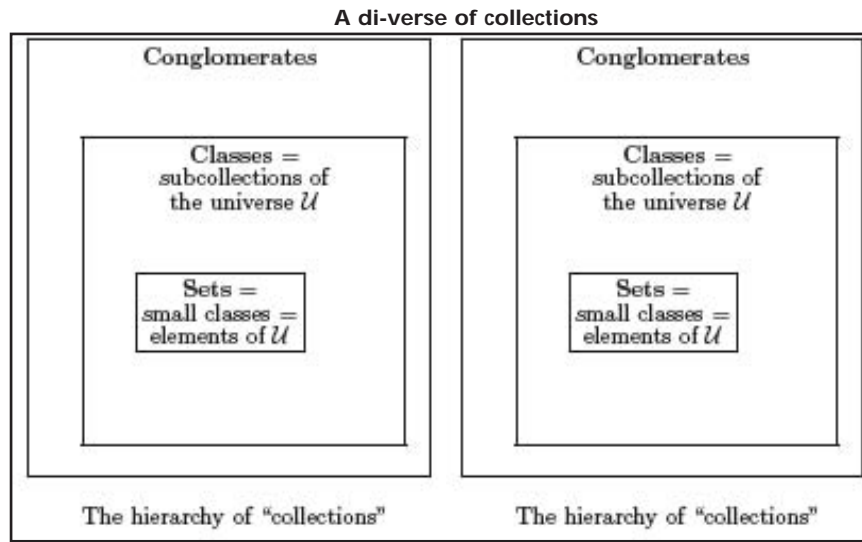 A di-verse of collections
Conglomerates
Classes =
subcollections of
the universe 𝒰
Sets =
small classes =
elements of 𝒰
The hierarchy of “collections”
Conglomerates
Classes =
subcollections of
the universe 𝒰
Sets =
small classes =
elements of 𝒰
The hierarchy of “collections”